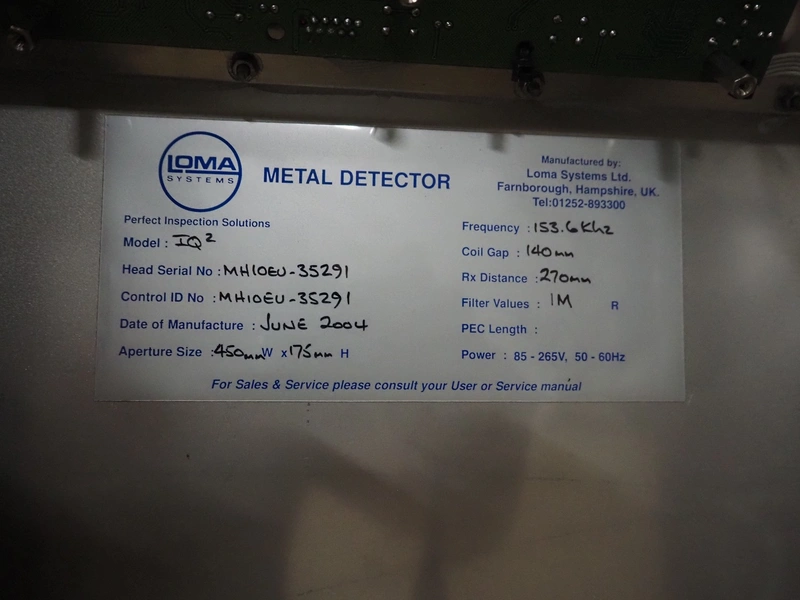 LOMA
SYSTEMS
METAL DETECTOR
Manufactured by:
Loma Systems Ltd.
Farnborough, Hampshire, UK.
Tel:01252-893300
Perfect Inspection Solutions
Model : IQ²
Head Serial No : MH10EU-35291
Control ID No : MH10EU-35291
Date of Manufacture : JUNE 2004
Aperture Size : 450mm W x 175mm H
Frequency : 153.6Khz
Coil Gap : 140mm
Rx Distance : 270mm
Filter Values : 1M R
PEC Length :
Power : 85 - 265V, 50 - 60Hz
For Sales & Service please consult your User or Service manual